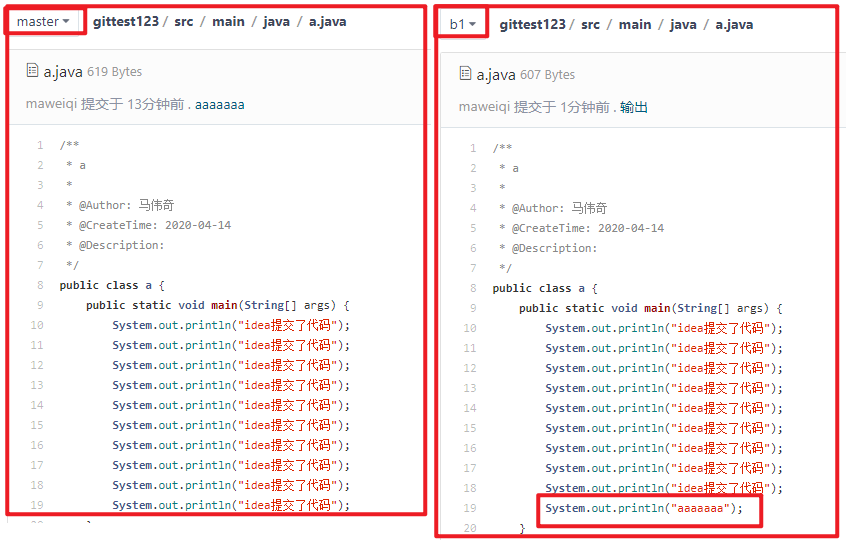 master
gittest123 / src / main / java / a.java
a.java 619 Bytes
maweiqi 提交于 13分钟前 . aaaaaaa
1 /**
2 * a
3 *
4 * @Author: 马伟奇
5 * @CreateTime: 2020-04-14
6 * @Description:
7 */
8 public class a {
9 public static void main(String[] args) {
10 System.out.println("idea提交了代码");
11 System.out.println("idea提交了代码");
12 System.out.println("idea提交了代码");
13 System.out.println("idea提交了代码");
14 System.out.println("idea提交了代码");
15 System.out.println("idea提交了代码");
16 System.out.println("idea提交了代码");
17 System.out.println("idea提交了代码");
18 System.out.println("idea提交了代码");
19 System.out.println("idea提交了代码");
b1
gittest123 / src / main / java / a.java
a.java 607 Bytes
maweiqi 提交于 1分钟前 . 输出
1 /**
2 * a
3 *
4 * @Author: 马伟奇
5 * @CreateTime: 2020-04-14
6 * @Description:
7 */
8 public class a {
9 public static void main(String[] args) {
10 System.out.println("idea提交了代码");
11 System.out.println("idea提交了代码");
12 System.out.println("idea提交了代码");
13 System.out.println("idea提交了代码");
14 System.out.println("idea提交了代码");
15 System.out.println("idea提交了代码");
16 System.out.println("idea提交了代码");
17 System.out.println("idea提交了代码");
18 System.out.println("idea提交了代码");
19 System.out.println("aaaaaaa");
20 }